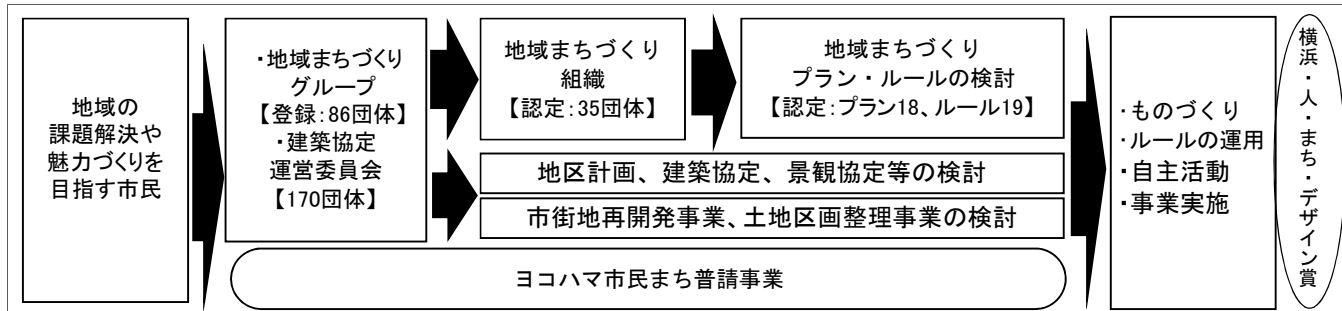 地域の
課題解決や
魅力づくりを
目指す市民
・地域まちづくり
グループ
【登録：86団体】
・建築協定
運営委員会
【170団体】
地域まちづくり
組織
【認定：35団体】
地域まちづくり
プラン・ルールの検討
【認定：プラン18、ルール19】
地区計画、建築協定、景観協定等の検討
市街地再開発事業、土地区画整理事業の検討
ヨコハマ市民まち普請事業
・ものづくり
・ルールの運用
・自主活動
・事業実施
横浜・人・まち・デザイン賞